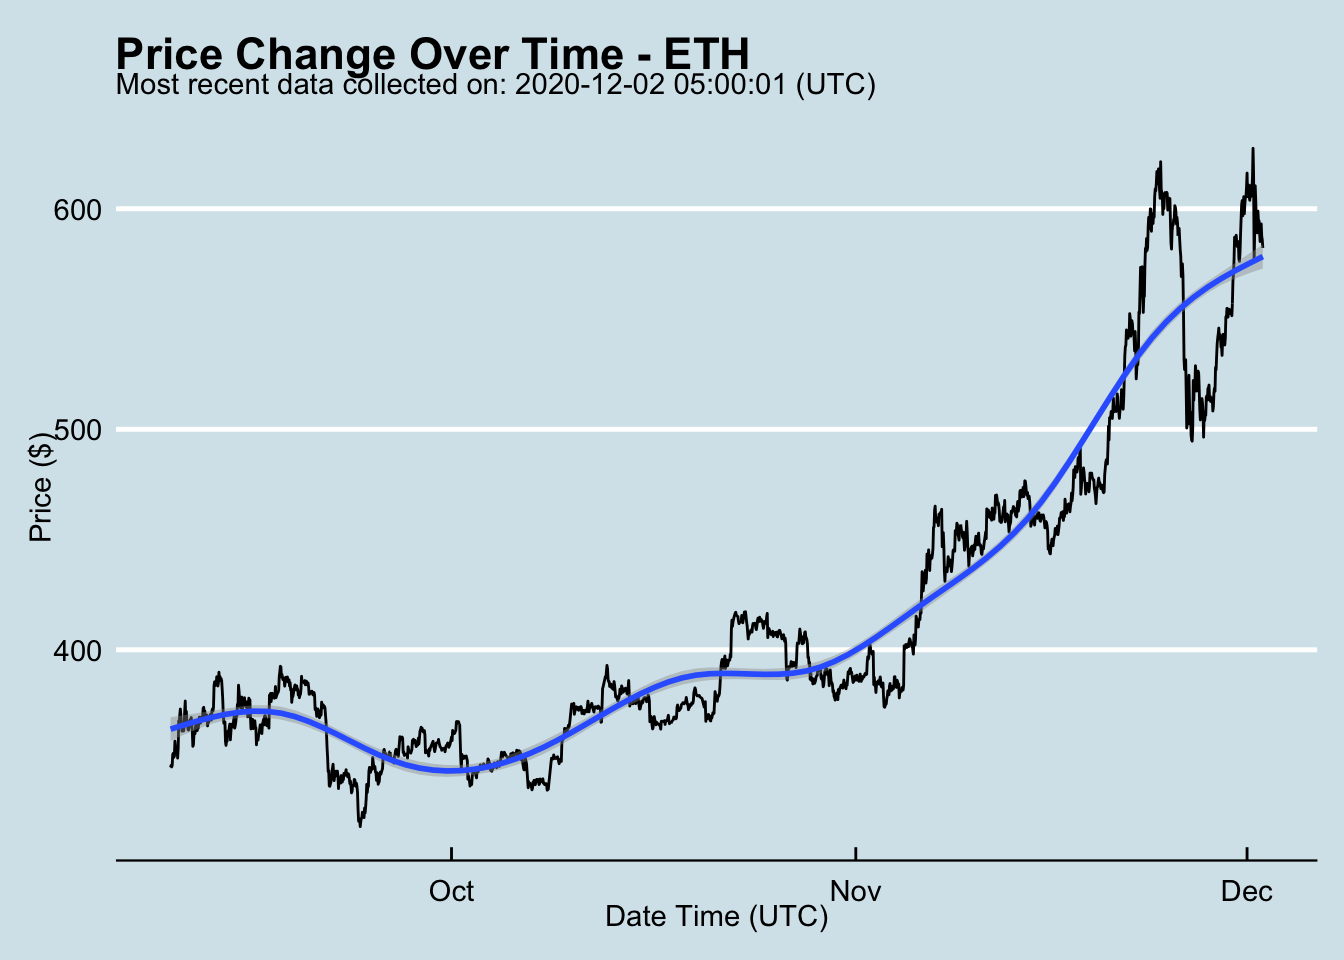 Price Change Over Time - ETH
Most recent data collected on: 2020-12-02 05:00:01 (UTC)
600
500
400
Price ($)
Oct
Nov
Dec
Date Time (UTC)